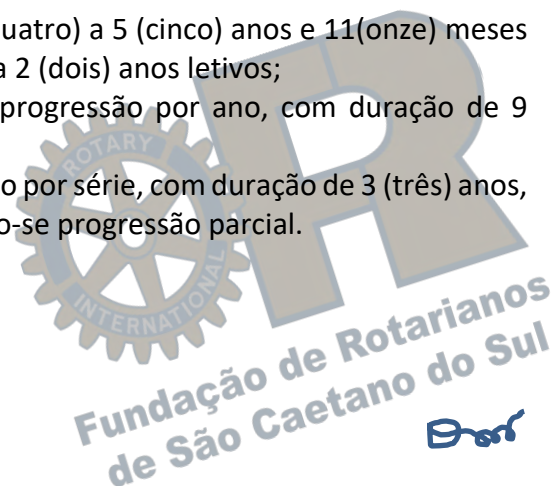 uatro) a 5 (cinco) anos e 11(onze) meses
a 2 (dois) anos letivos;
progressão por ano, com duração de 9
o por série, com duração de 3 (três) anos,
o-se progressão parcial.
ROTARY
INTERNATIONAL
R
Fundação de Rotarianos
de São Caetano do Sul